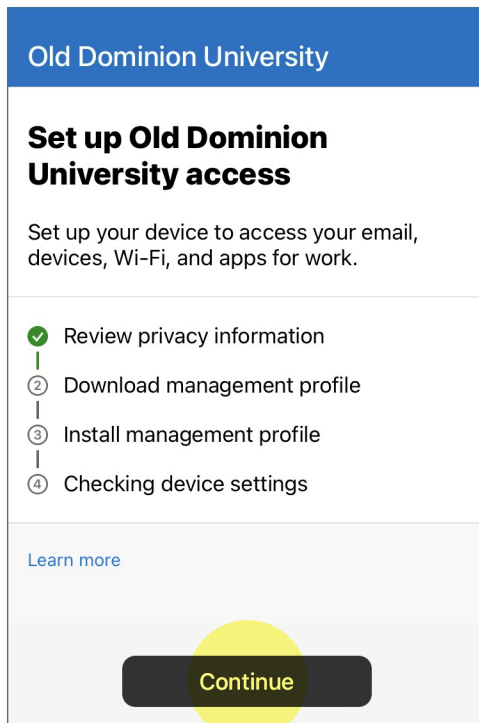 Old Dominion University
Set up Old Dominion
University access
Set up your device to access your email,
devices, Wi-Fi, and apps for work.
Review privacy information
2 Download management profile
3 Install management profile
4 Checking device settings
Learn more
Continue